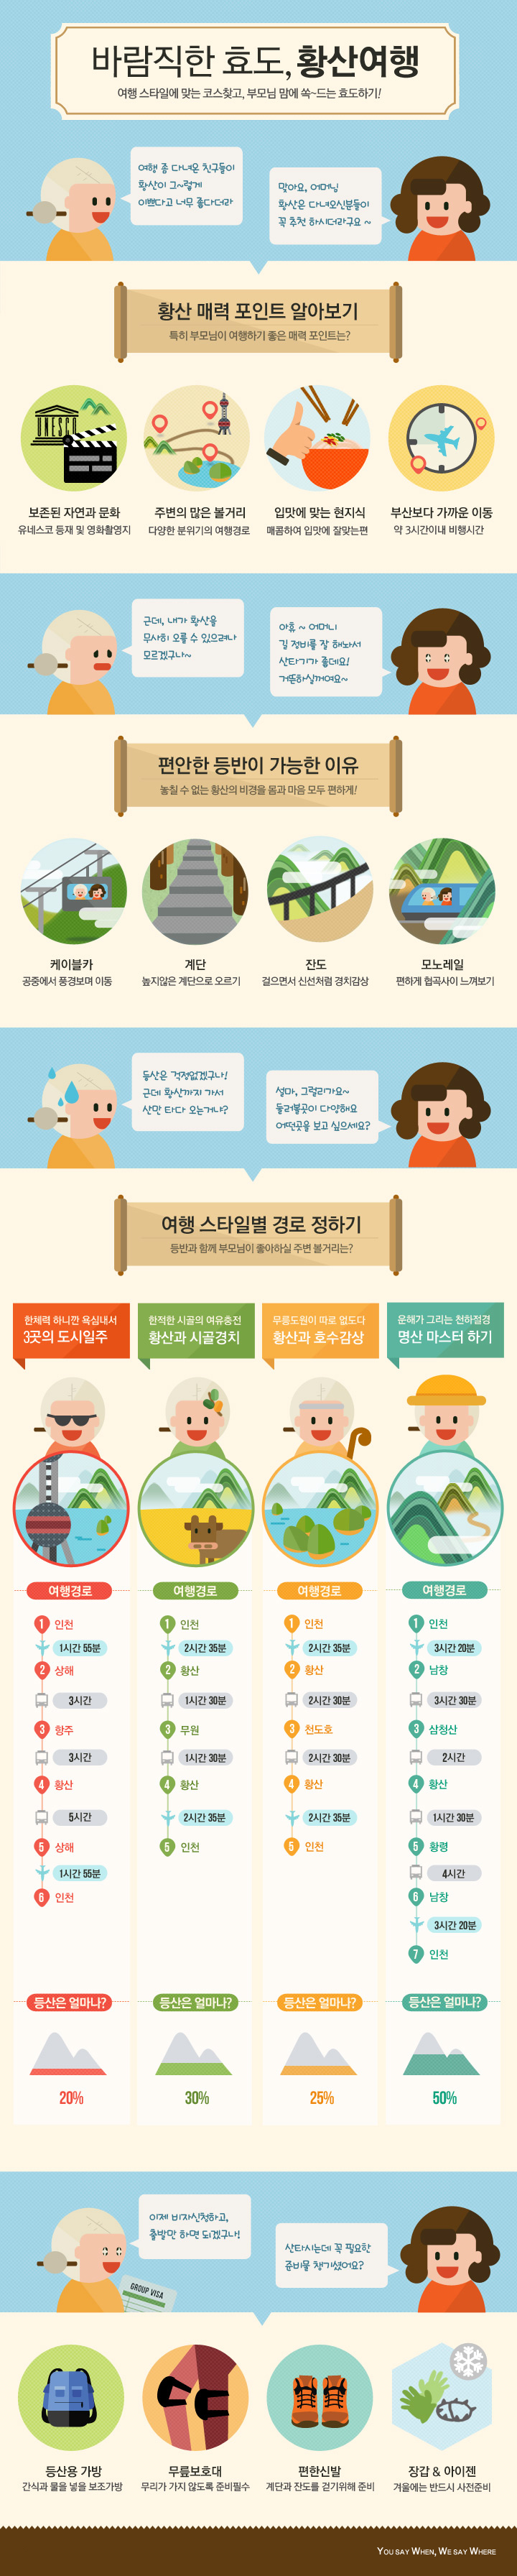 바람직한 효도, 황산여행
여행 스타일에 맞는 코스찾고, 부모님 맘에 쏙~드는 효도하기!
여행 좀 다녀온 친구들이
황산이 그~렇게
이쁘다고 너무 좋다더라
맞아요, 어머님
황산은 다녀오신분들이
꼭 추천 하시더라구요 ~
황산 매력 포인트 알아보기
특히 부모님이 여행하기 좋은 매력 포인트는?
UNESCO
보존된 자연과 문화
유네스코 등재 및 영화촬영지
주변의 많은 볼거리
다양한 분위기의 여행경로
입맛에 맞는 현지식
매콤하여 입맛에 잘맞는편
부산보다 가까운 이동
약 3시간이내 비행시간
근데, 내가 황산을
무사히 오를 수 있으려나
모르겠구나~
아휴 ~ 어머니
길 정비를 잘 해놔서
산타기가 좋데요!
거뜬하실꺼예요~
편안한 등반이 가능한 이유
놓칠 수 없는 황산의 비경을 몸과 마음 모두 편하게!
케이블카
공중에서 풍경보며 이동
계단
높지않은 계단으로 오르기
잔도
걸으면서 신선처럼 경치감상
모노레일
편하게 협곡사이 느껴보기
등산은 걱정없겠구나!
근데 황산까지 가서
산만 타다 오는거냐?
설마, 그럴리가요~
둘러볼곳이 다양해요
어떤곳을 보고 싶으세요?
여행 스타일별 경로 정하기
등반과 함께 부모님이 좋아하실 주변 볼거리는?
한체력 하니깐 욕심내서
3곳의 도시일주
한적한 시골의 여유충전
황산과 시골경치
무릉도원이 따로 없도다
황산과 호수감상
운해가 그리는 천하절경
명산 마스터 하기
여행경로
1 인천
1시간 55분
2 상해
3시간
3 항주
3시간
4 황산
5시간
5 상해
1시간 55분
6 인천
여행경로
1 인천
2시간 35분
2 황산
1시간 30분
3 무원
1시간 30분
4 황산
2시간 35분
5 인천
여행경로
1 인천
2시간 35분
2 황산
2시간 30분
3 천도호
2시간 30분
4 황산
2시간 35분
5 인천
여행경로
1 인천
3시간 20분
2 남창
3시간 30분
3 삼청산
2시간
4 황산
1시간 30분
5 황령
4시간
6 남창
3시간 20분
7 인천
등산은 얼마나?
20%
등산은 얼마나?
30%
등산은 얼마나?
25%
등산은 얼마나?
50%
이제 비자신청하고,
출발만 하면 되겠구나!
GROUP VISA
산타시는데 꼭 필요한
준비물 챙기셨어요?
등산용 가방
간식과 물을 넣을 보조가방
무릎보호대
무리가 가지 않도록 준비필수
편한신발
계단과 잔도를 걷기위해 준비
장갑 & 아이젠
겨울에는 반드시 사전준비
YOU SAY WHEN, WE SAY WHERE